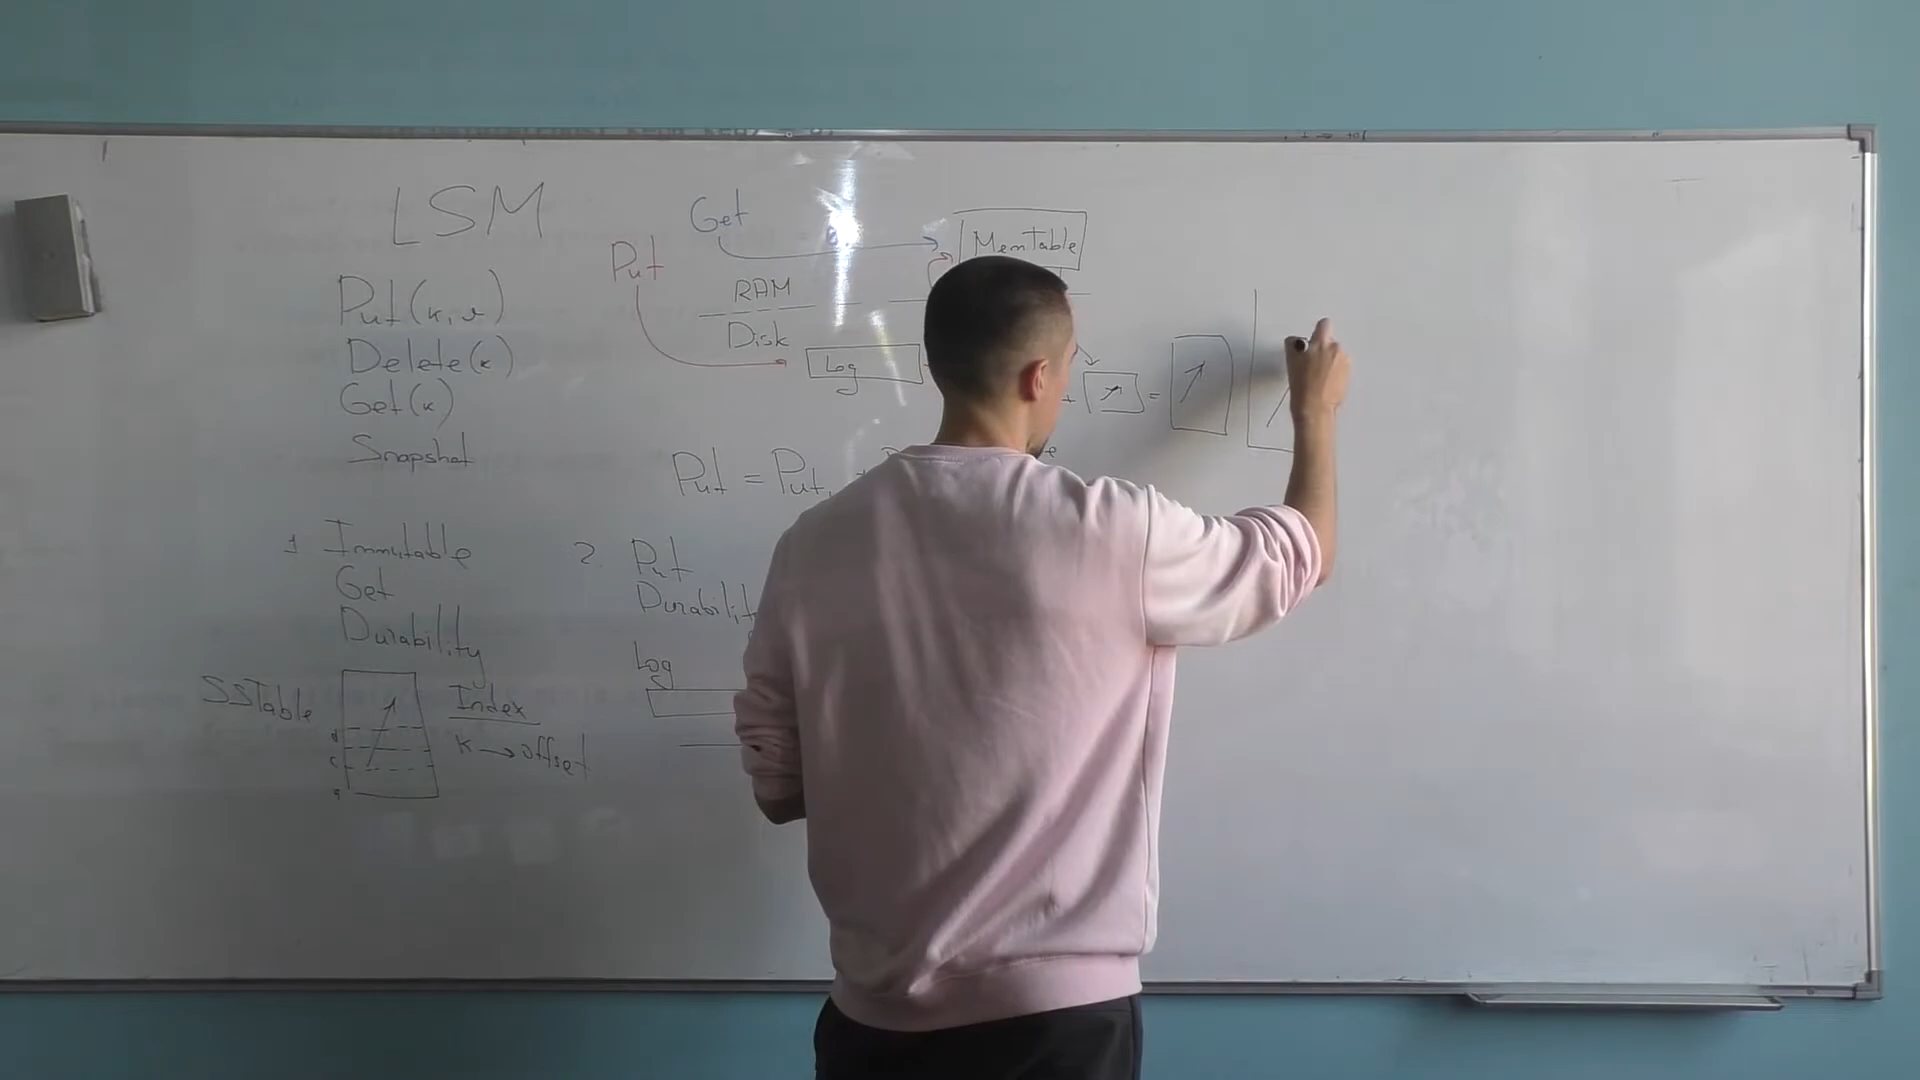 LSM
Put(k,v)
Delete(k)
Get(k)
Snapshot
Get
Put
MemTable
RAM
Disk
Log
+ =
Put = Put
1 Immutable
Get
Durability
SSTable
Index
k → offset
2. Put
Durability
Log